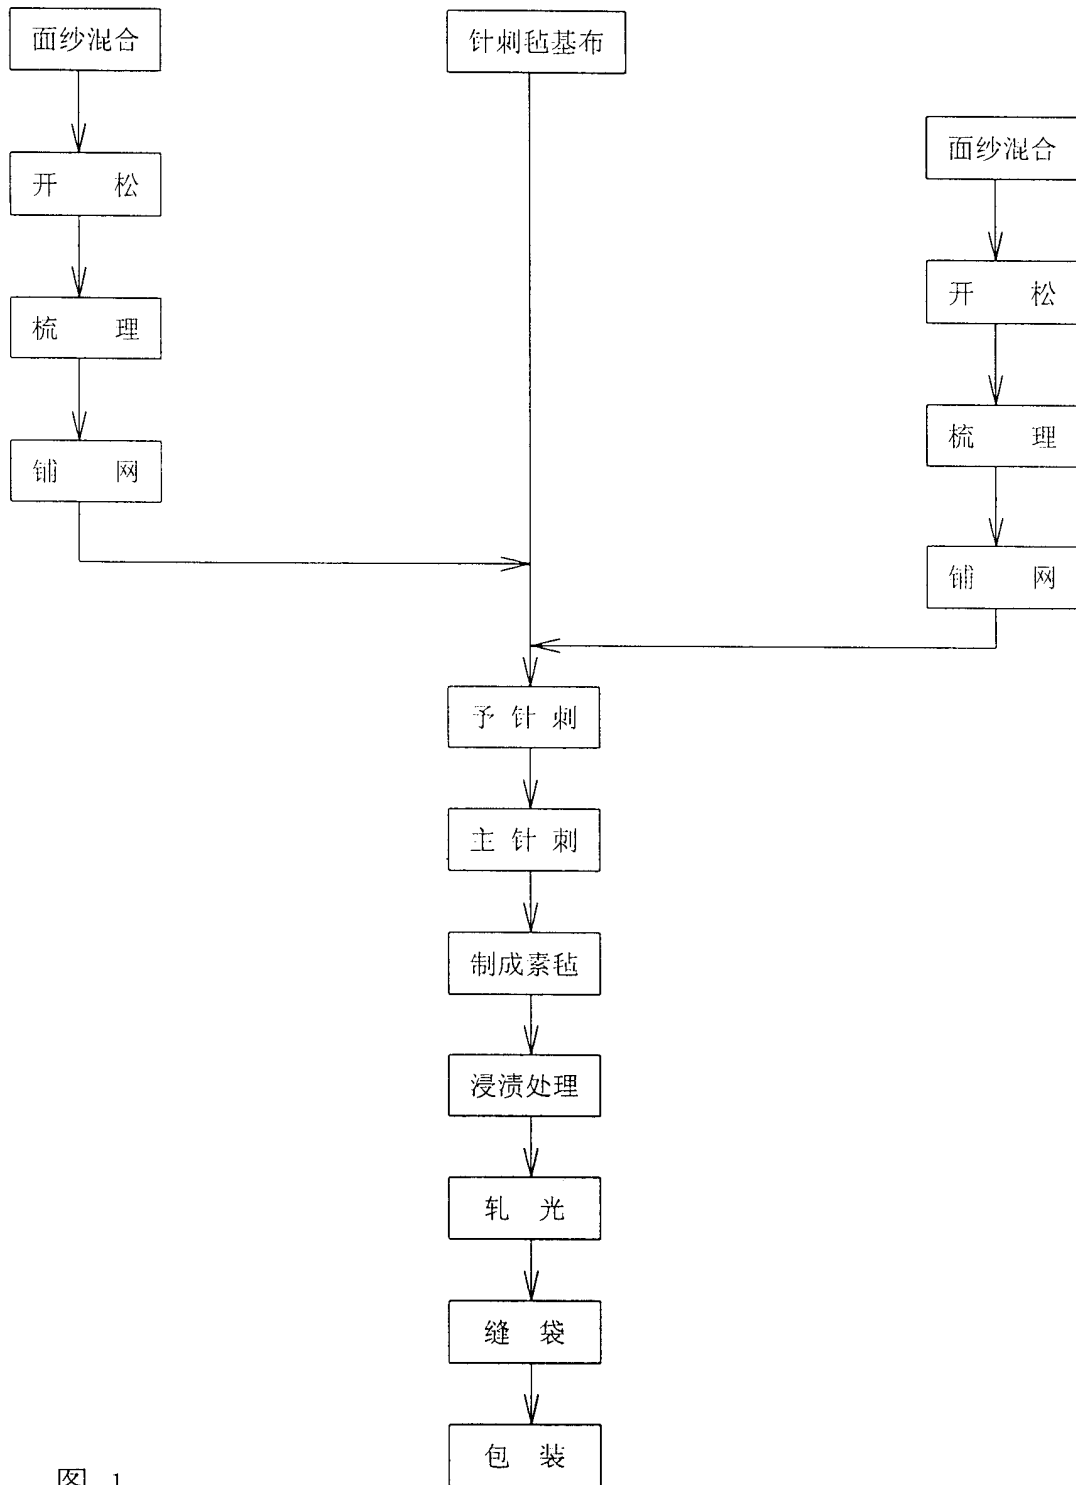 面纱混合
开 松
梳 理
铺 网
针刺毡基布
面纱混合
开 松
梳 理
铺 网
予 针 刺
主 针 刺
制成素毡
浸渍处理
轧 光
缝 袋
包 装
图 1